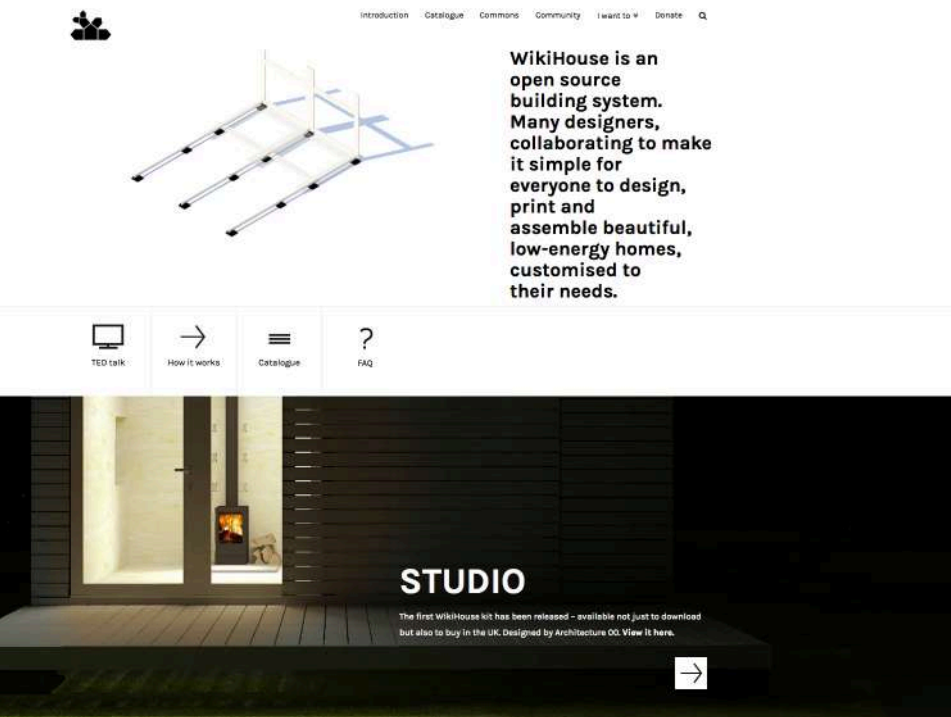 Introduction Catalogue Commons Community I want to Donate
WikiHouse is an
open source
building system.
Many designers,
collaborating to make
it simple for
everyone to design,
print and
assemble beautiful,
low-energy homes,
customised to
their needs.
TED talk How it works Catalogue ? FAQ
STUDIO
The first WikiHouse kit has been released – available not just to download
but also to buy in the UK. Designed by Architecture 00. View it here.